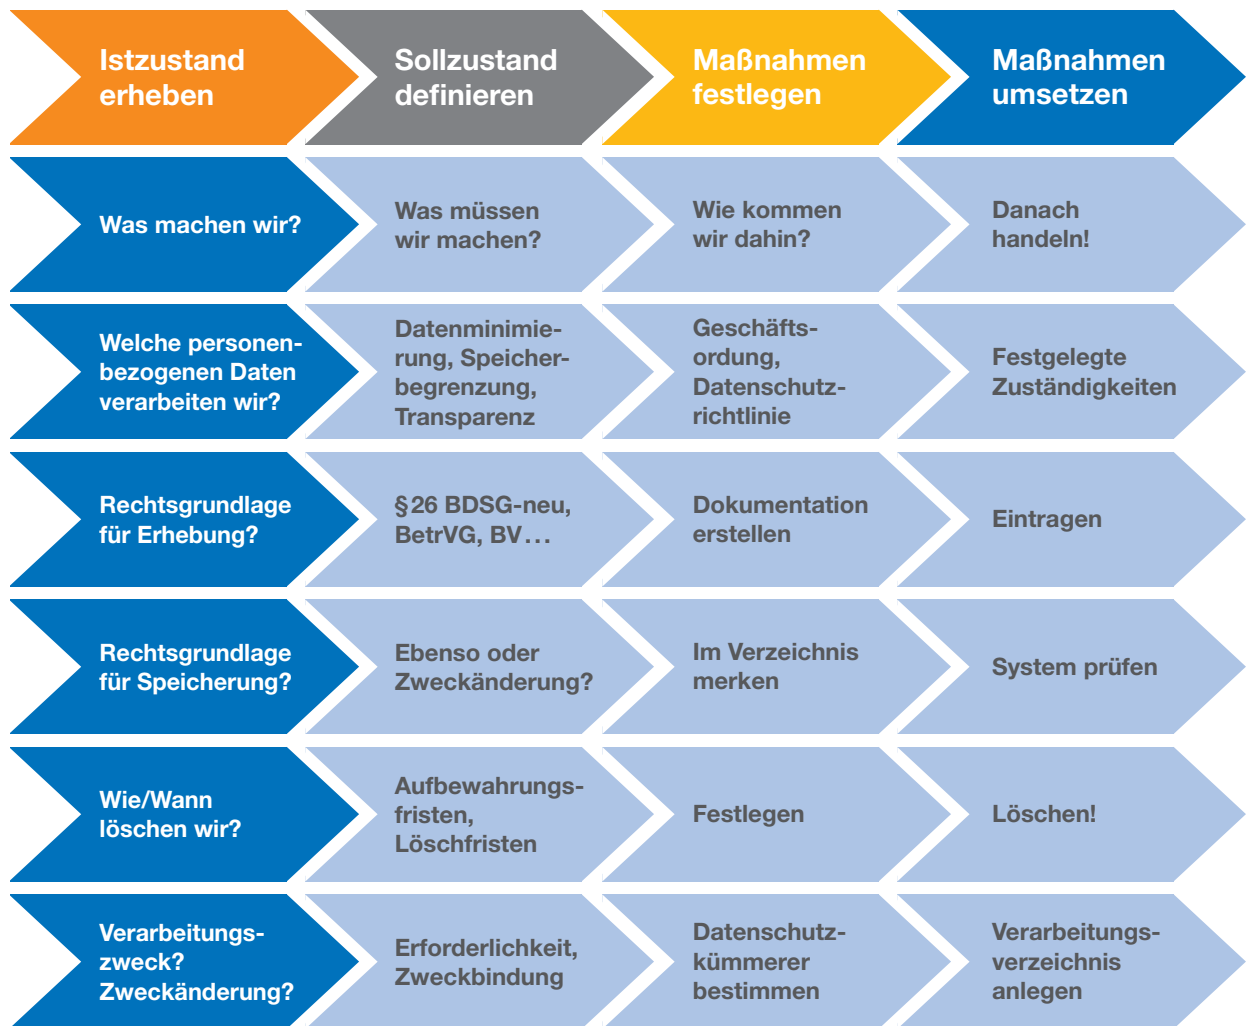 Istzustand
erheben
Sollzustand
definieren
Maßnahmen
festlegen
Maßnahmen
umsetzen
Was machen wir?
Was müssen
wir machen?
Wie kommen
wir dahin?
Danach
handeln!
Welche personen-
bezogenen Daten
verarbeiten wir?
Datenminimie-
rung, Speicher-
begrenzung,
Transparenz
Geschäfts-
ordnung,
Datenschutz-
richtlinie
Festgelegte
Zuständigkeiten
Rechtsgrundlage
für Erhebung?
§ 26 BDSG-neu,
BetrVG, BV…
Dokumentation
erstellen
Eintragen
Rechtsgrundlage
für Speicherung?
Ebenso oder
Zweckänderung?
Im Verzeichnis
merken
System prüfen
Wie/Wann
löschen wir?
Aufbewahrungs-
fristen,
Löschfristen
Festlegen
Löschen!
Verarbeitungs-
zweck?
Zweckänderung?
Erforderlichkeit,
Zweckbindung
Datenschutz-
kümmerer
bestimmen
Verarbeitungs-
verzeichnis
anlegen